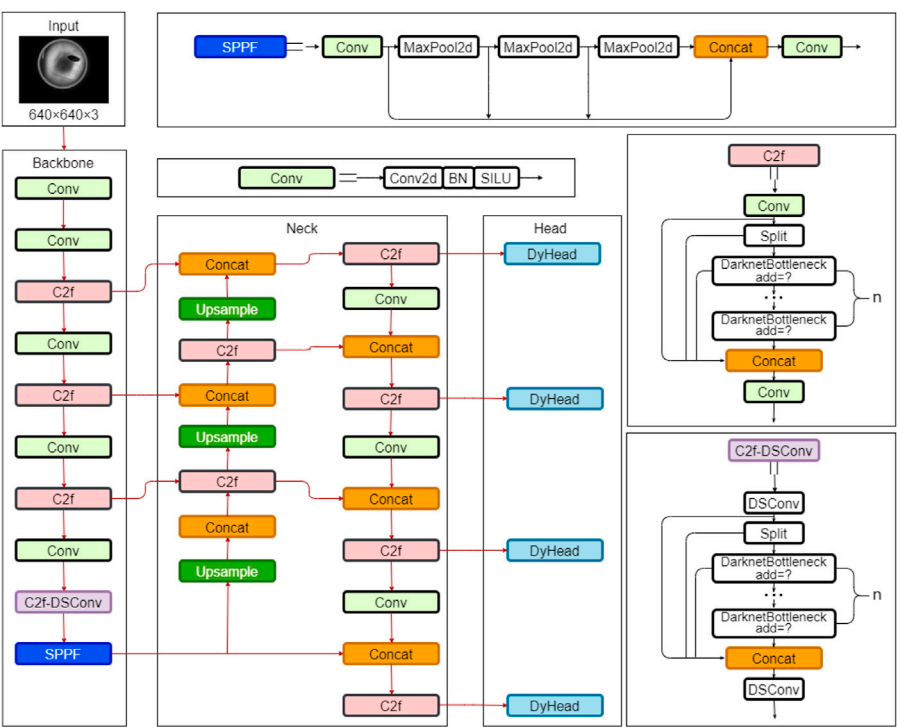 Input
640×640×3
SPPF
Conv
MaxPool2d
MaxPool2d
MaxPool2d
Concat
Conv
Conv
Conv2d
BN
SILU
Backbone
Conv
Conv
C2f
Conv
C2f
Conv
C2f
Conv
C2f-DSConv
SPPF
Neck
Concat
Upsample
C2f
Concat
Upsample
C2f
Concat
Upsample
C2f
Conv
Concat
C2f
Conv
Concat
C2f
Conv
Concat
C2f
Head
DyHead
DyHead
DyHead
DyHead
C2f
Conv
Split
DarknetBottleneck
add=?
...
DarknetBottleneck
add=?
n
Concat
Conv
C2f-DSConv
DSConv
Split
DarknetBottleneck
add=?
...
DarknetBottleneck
add=?
n
Concat
DSConv